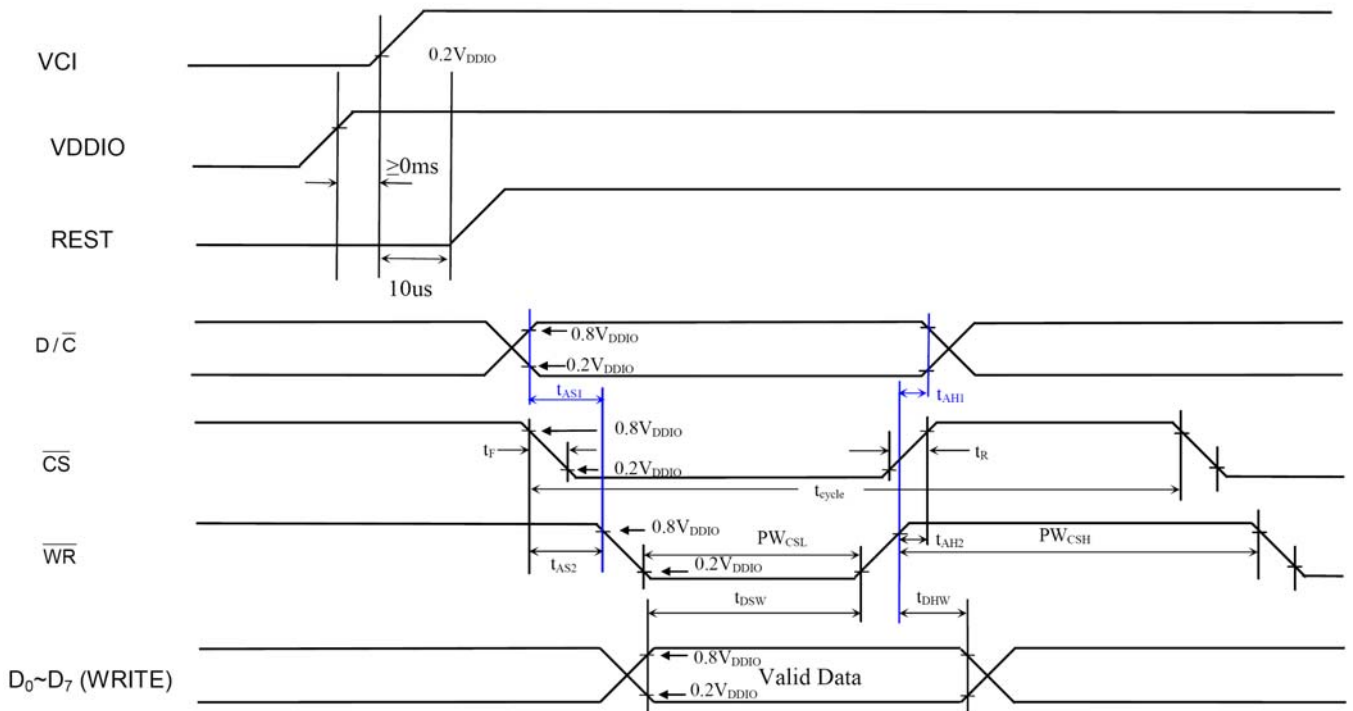 VCI
0.2VDDIO
VDDIO
≥0ms
REST
10us
D / C̅
0.8VDDIO
0.2VDDIO
tAS1
tAH1
C̅S̅
0.8VDDIO
tF
0.2VDDIO
tR
tcycle
W̅R̅
0.8VDDIO
PWCSL
tAH2
PWCSH
tAS2
0.2VDDIO
tDSW
tDHW
D0~D7 (WRITE)
0.8VDDIO
Valid Data
0.2VDDIO